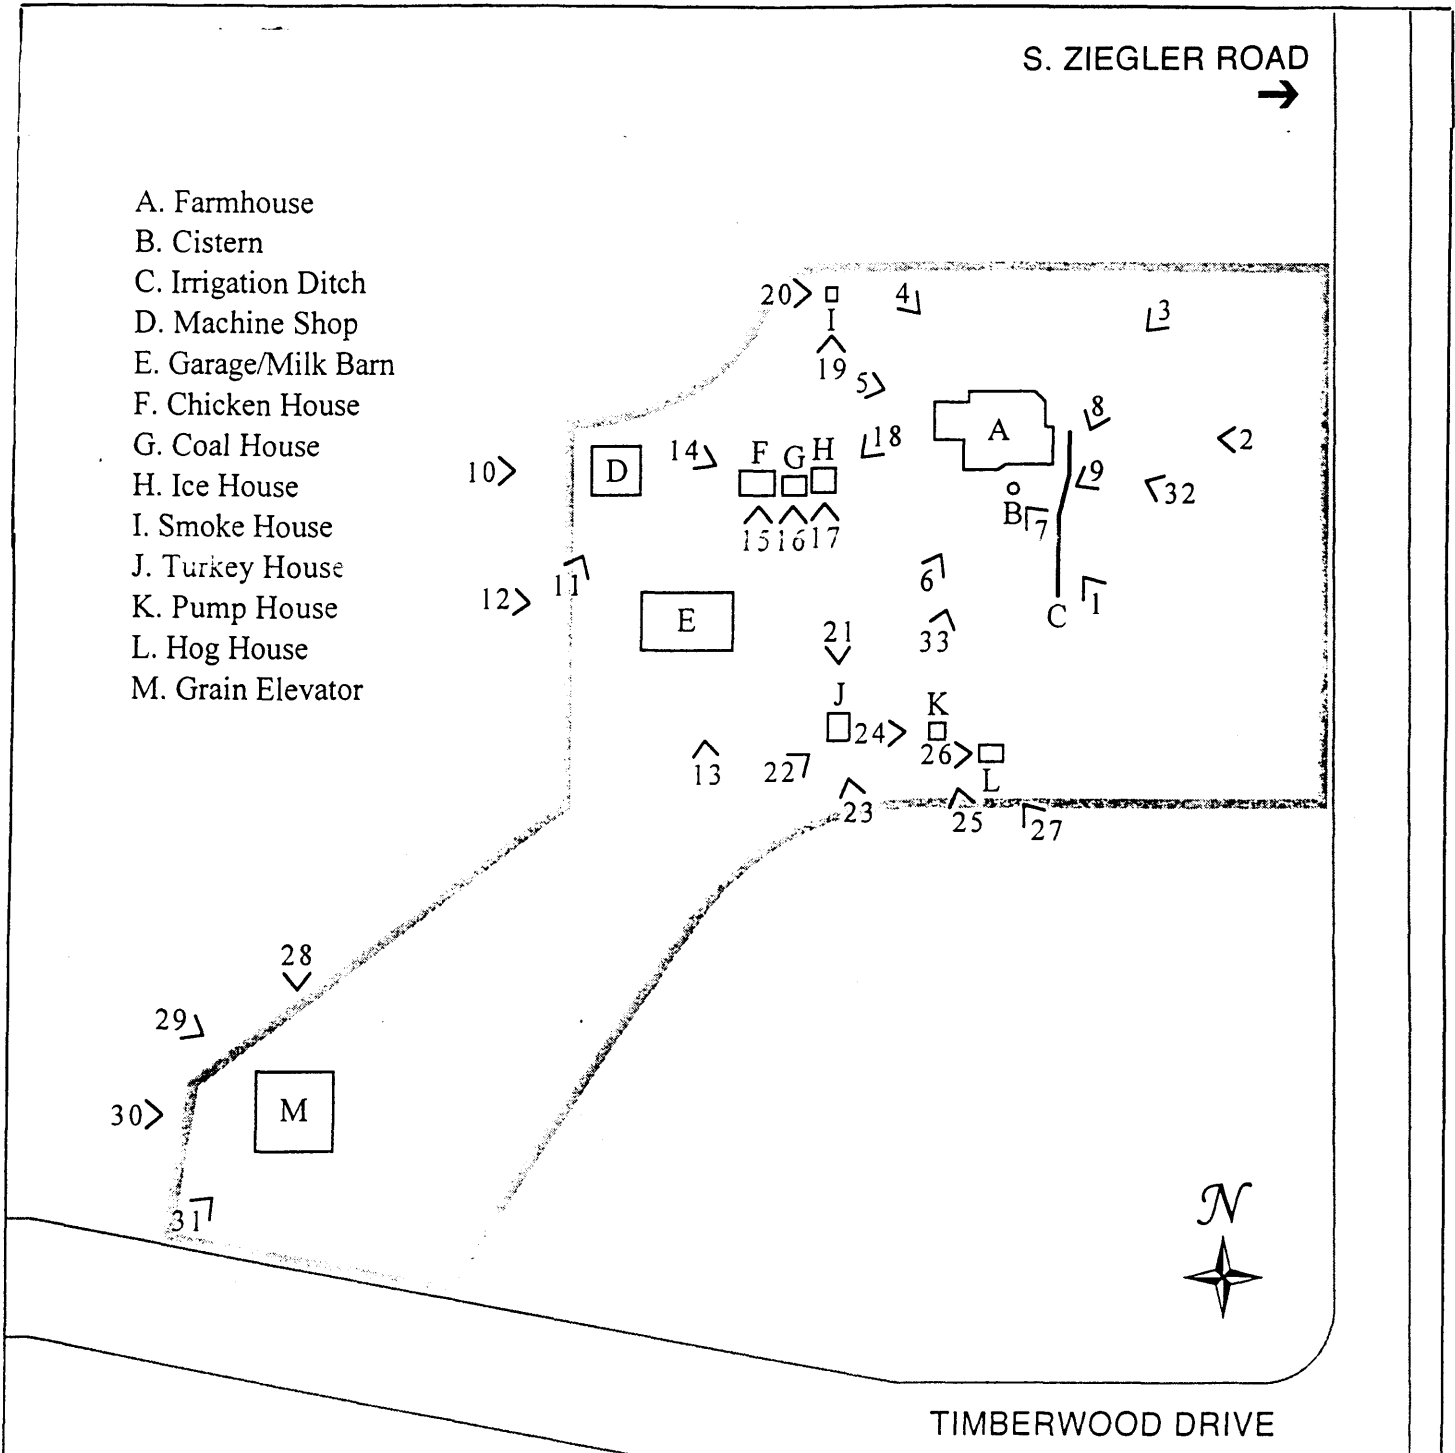 S. ZIEGLER ROAD
A. Farmhouse
B. Cistern
C. Irrigation Ditch
D. Machine Shop
E. Garage/Milk Barn
F. Chicken House
G. Coal House
H. Ice House
I. Smoke House
J. Turkey House
K. Pump House
L. Hog House
M. Grain Elevator
20
4
3
I
19
5
8
A
18
2
14
F
G
H
10
D
9
32
B
7
15
16
17
6
11
12
1
C
E
21
33
J
K
24
26
13
22
L
23
25
27
28
29
30
M
31
N
TIMBERWOOD DRIVE